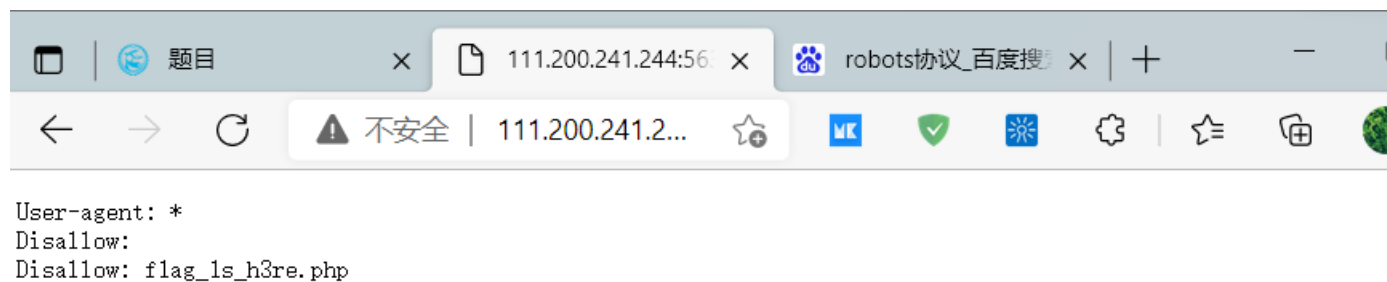 题目
111.200.241.244:56
robots协议_百度搜
不安全
111.200.241.2...
User-agent: *
Disallow:
Disallow: flag_1s_h3re.php